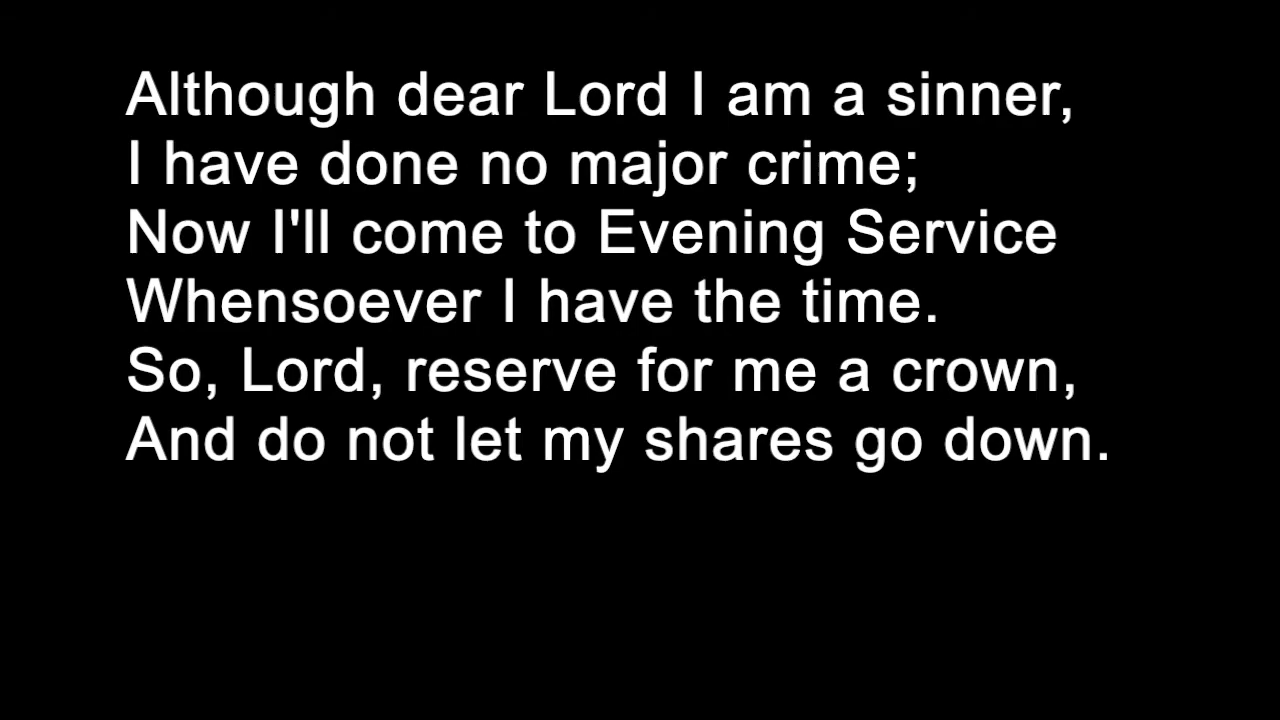 Although dear Lord I am a sinner,
I have done no major crime;
Now I'll come to Evening Service
Whensoever I have the time.
So, Lord, reserve for me a crown,
And do not let my shares go down.